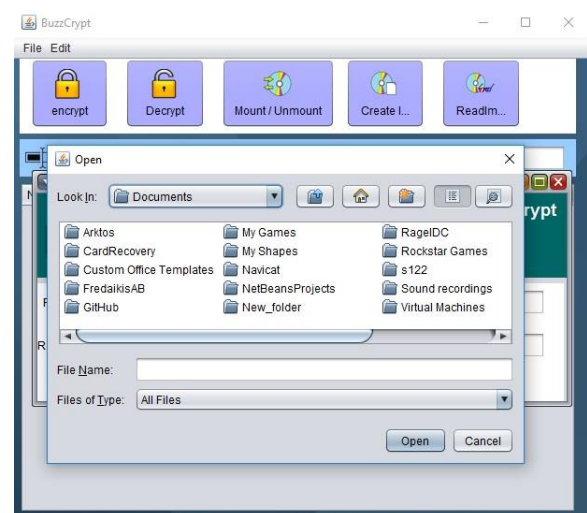 BuzzCrypt
File Edit
encrypt Decrypt Mount / Unmount Create I... ReadIm...
Open
rypt
Look In: Documents
Arktos My Games RagelDC
CardRecovery My Shapes Rockstar Games
Custom Office Templates Navicat s122
FredaikisAB NetBeansProjects Sound recordings
GitHub New_folder Virtual Machines
R
File Name:
Files of Type: All Files
Open Cancel